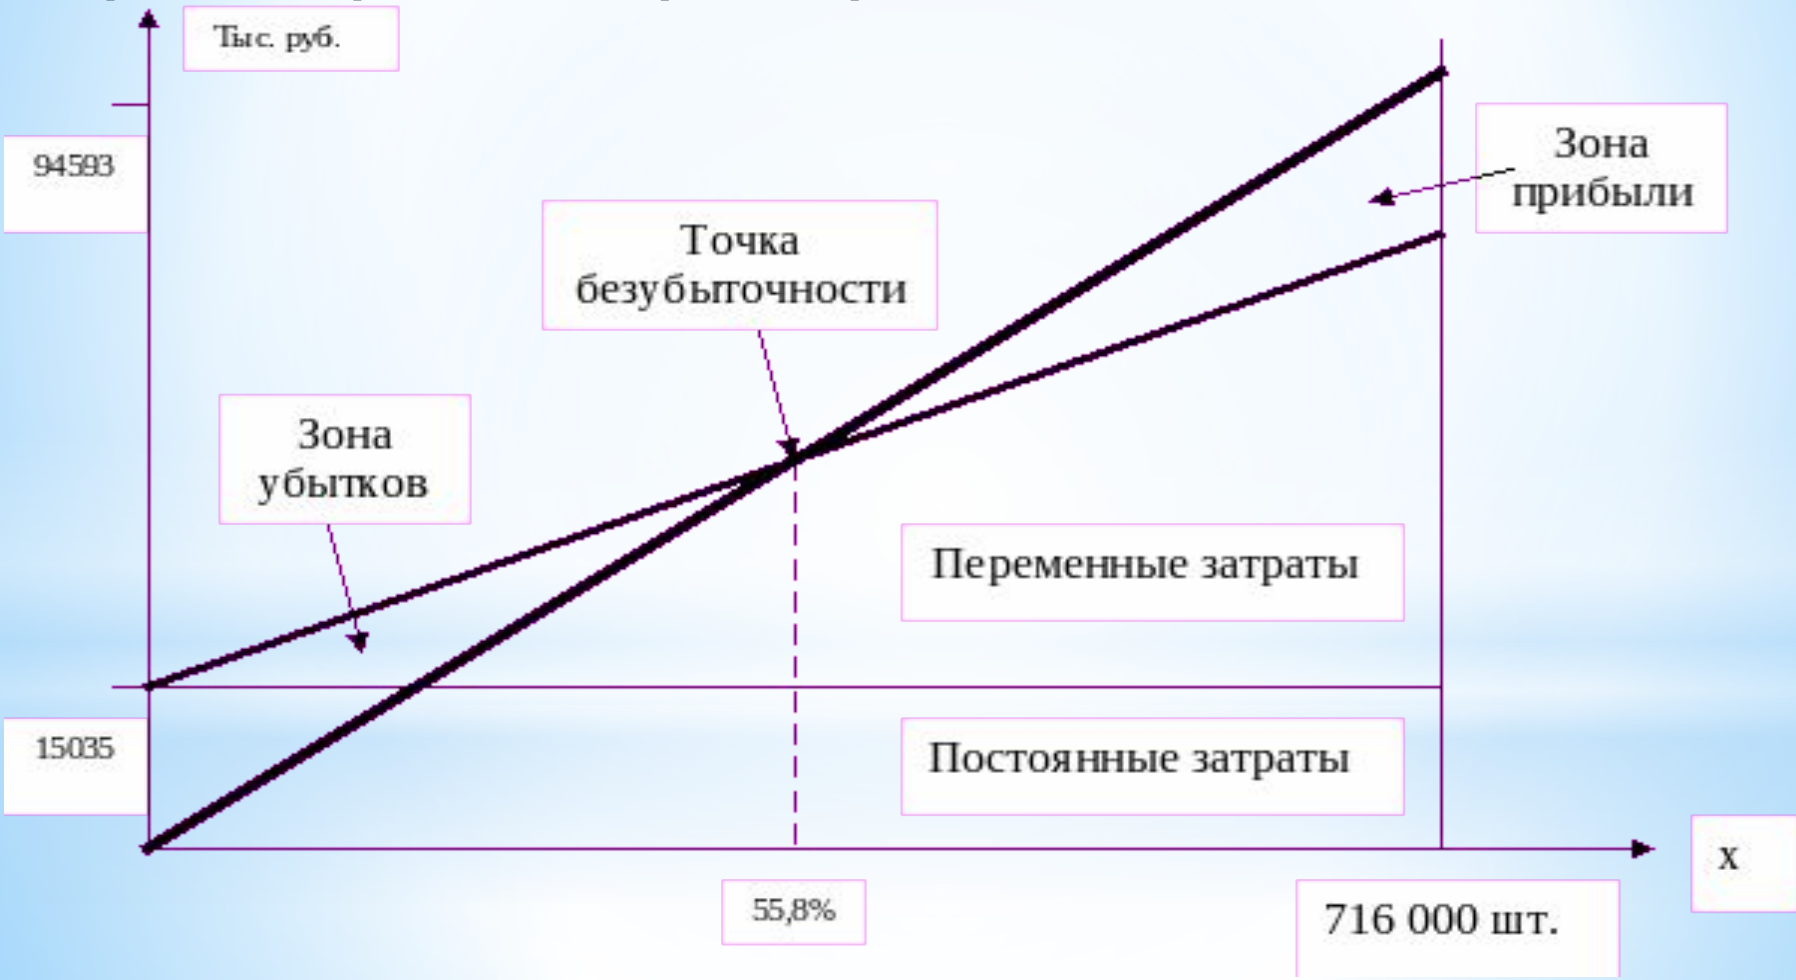 Тыс. руб.
94593
Зона
прибыли
Точка
безубыточности
Зона
убытков
Переменные затраты
15035
Постоянные затраты
х
55,8%
716 000 шт.